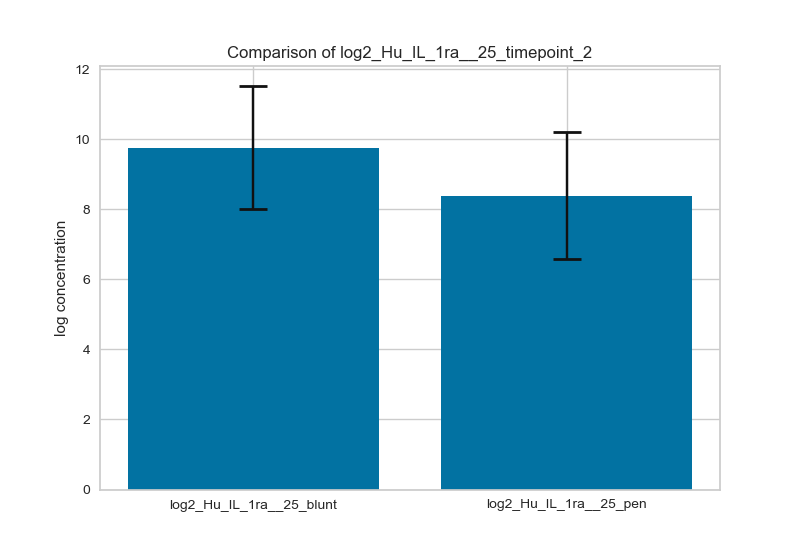 Comparison of log2_Hu_IL_1ra__25_timepoint_2
12
10
8
6
4
2
0
log concentration
log2_Hu_IL_1ra__25_blunt
log2_Hu_IL_1ra__25_pen